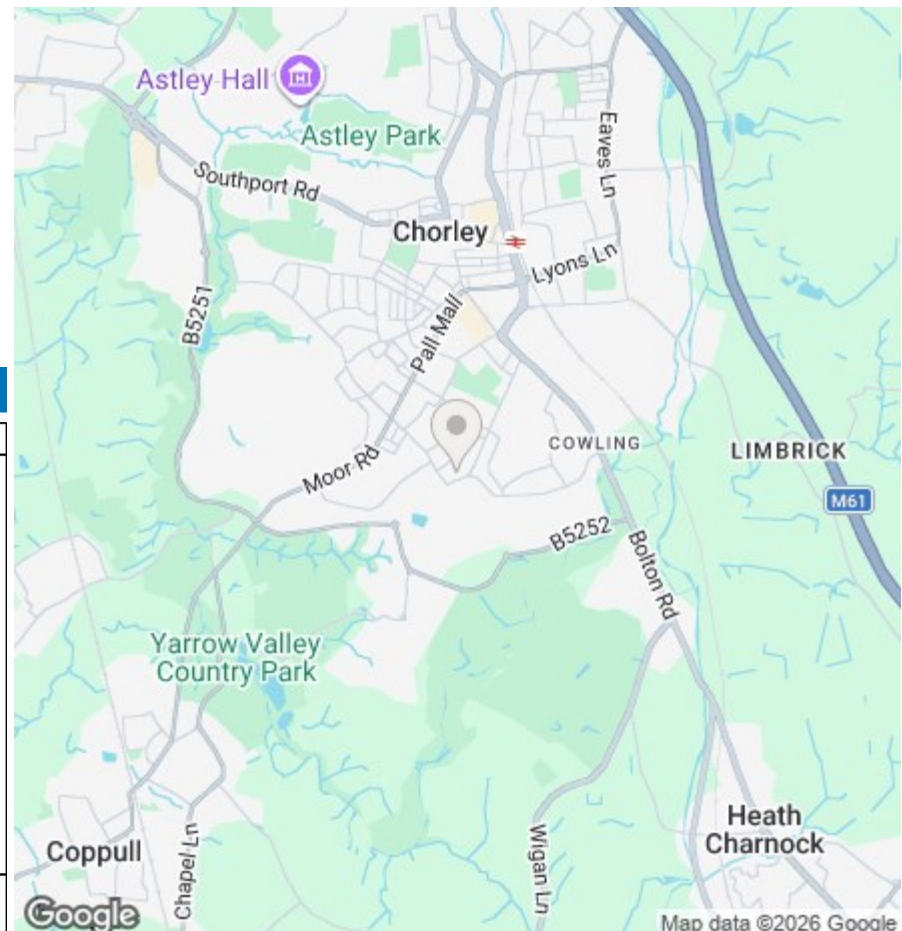 Astley Hall
Astley Park
Eaves Ln
Southport Rd
Chorley
Lyons Ln
B5251
Pall Mall
Moor Rd
COWLING
LIMBRICK
M61
B5252
Bolton Rd
Yarrow Valley
Country Park
Heath
Charnock
Coppull
Chapel Ln
Wigan Ln
Google
Map data ©2026 Google